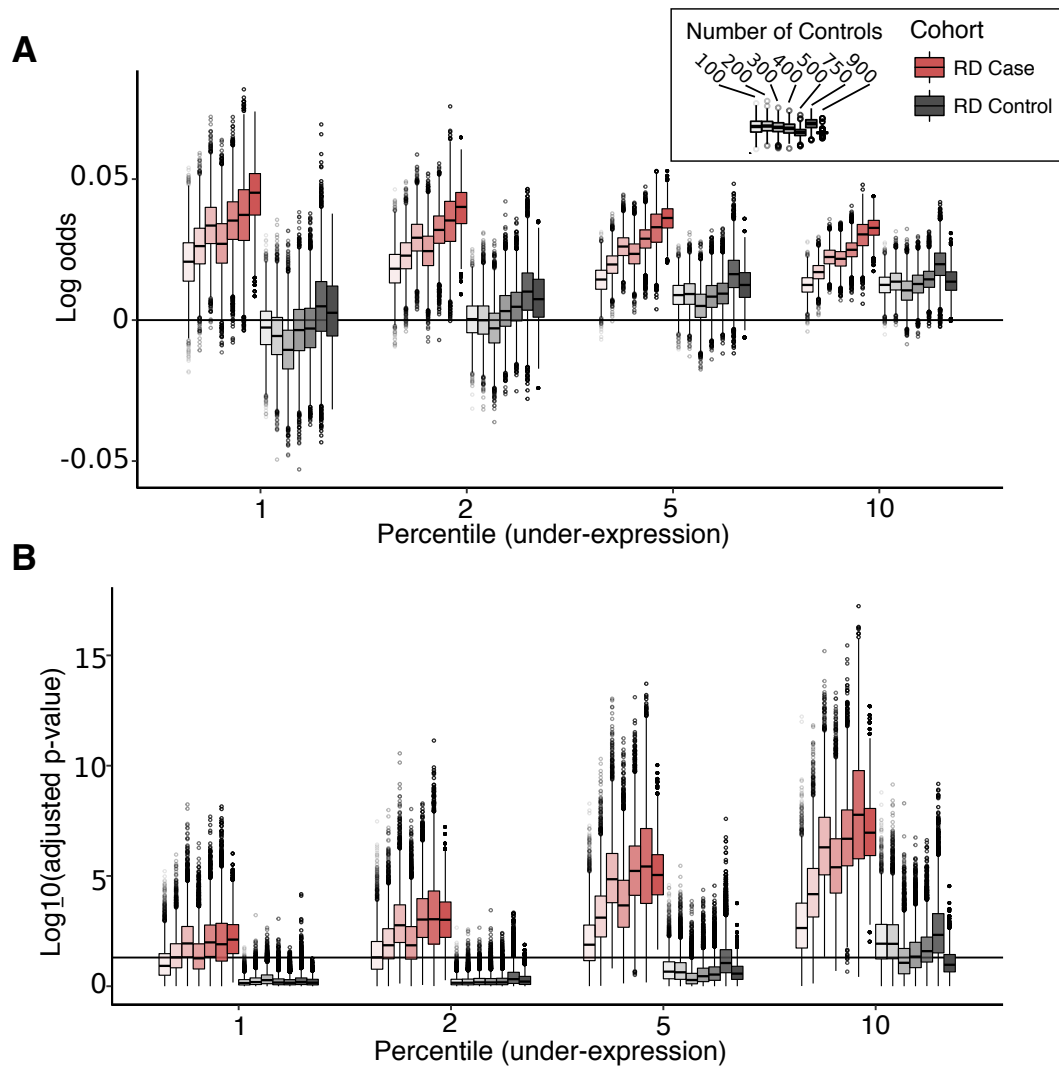 A
Number of Controls
100 200 300 400 500 750 900
Cohort
RD Case
RD Control
0.05
0
-0.05
Log odds
1 2 5 10
Percentile (under-expression)
B
15
10
5
0
Log10(adjusted p-value)
1 2 5 10
Percentile (under-expression)